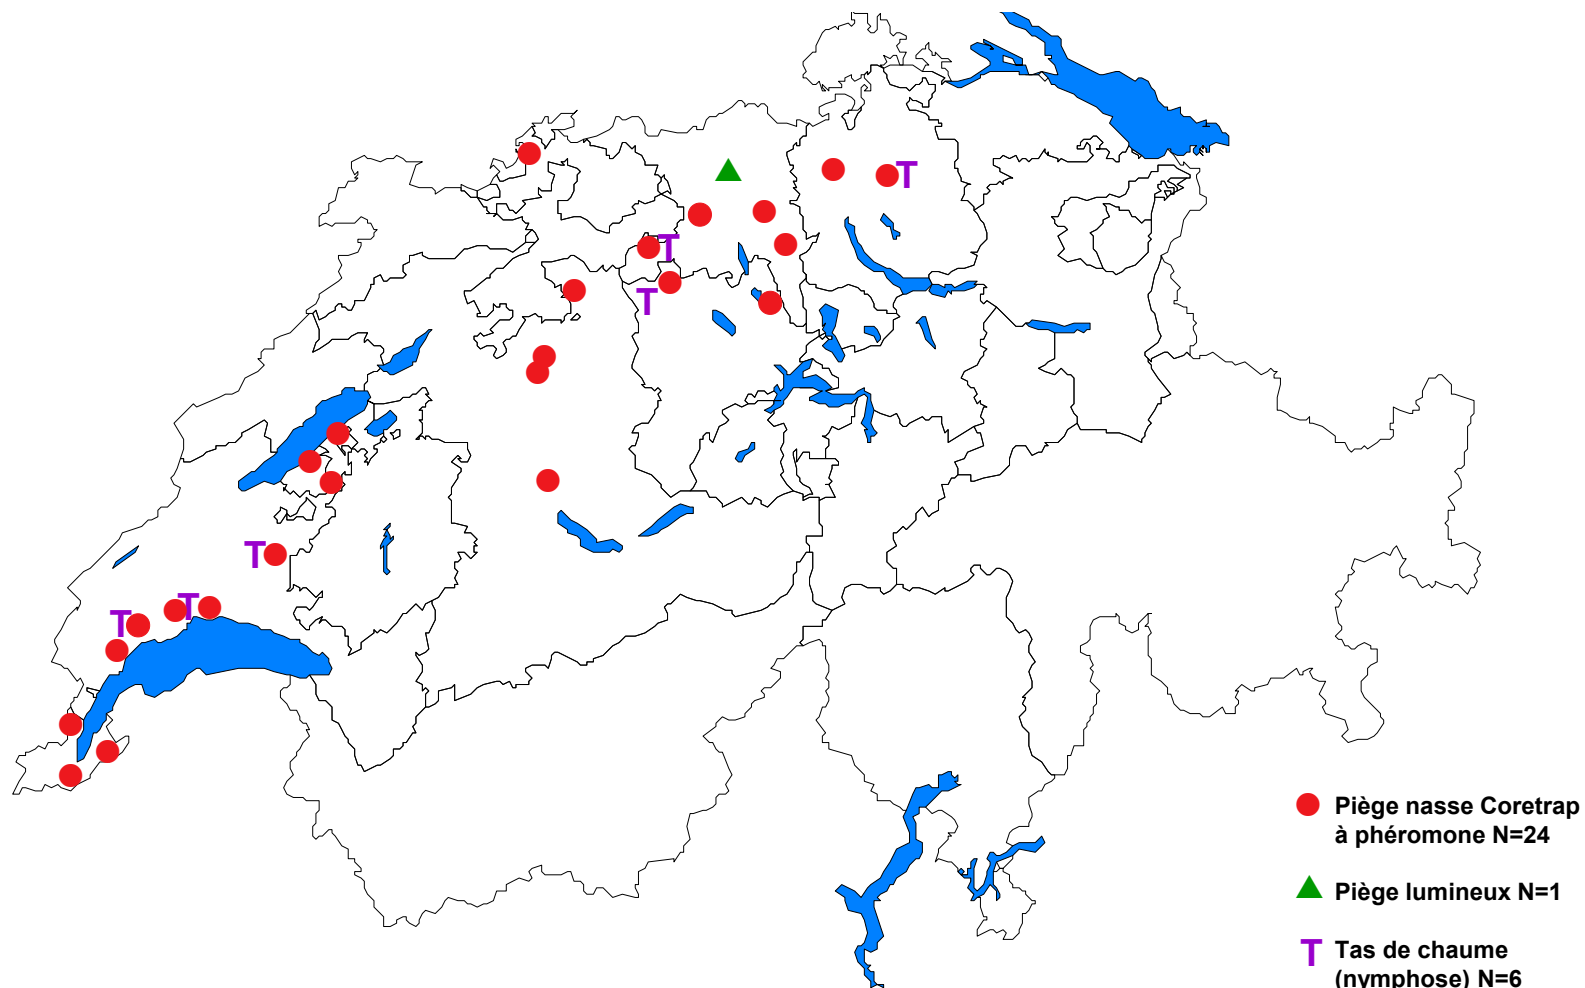 T
T
T
T
T
T
Piège nasse Coretrap
à phéromone N=24
Piège lumineux N=1
T Tas de chaume
(nymphose) N=6